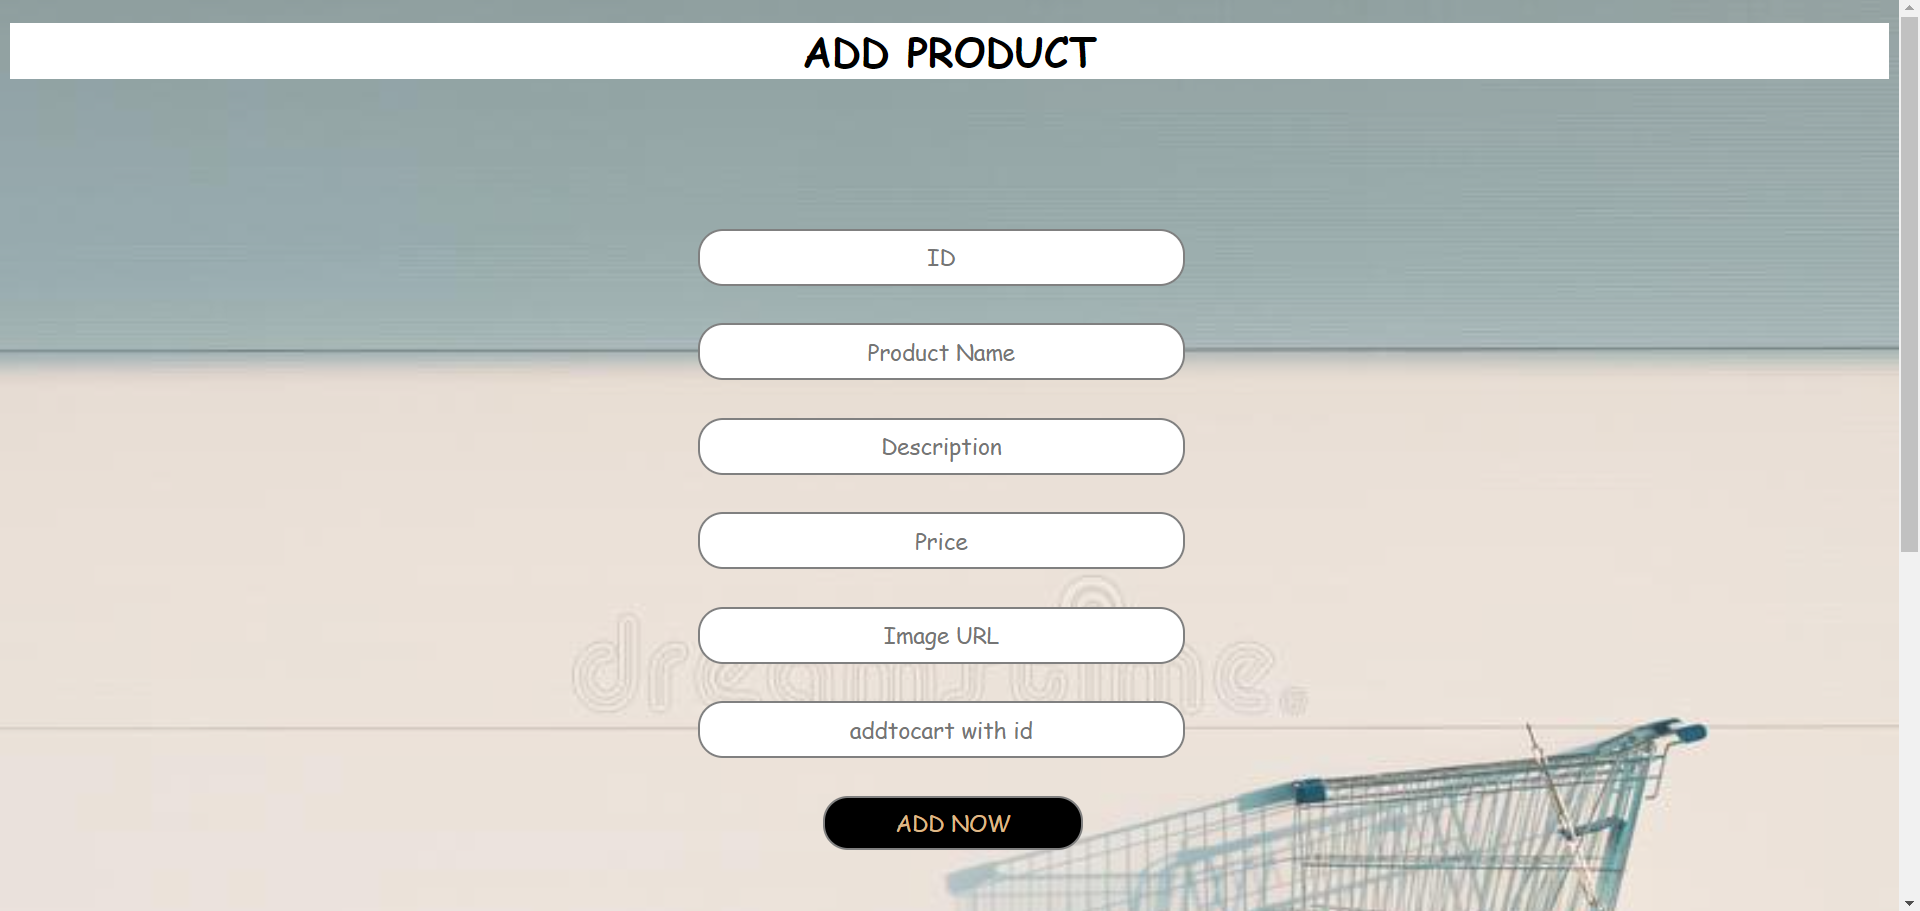 ADD PRODUCT
ID
Product Name
Description
Price
Image URL
dreamstime.
addtocart with id
ADD NOW